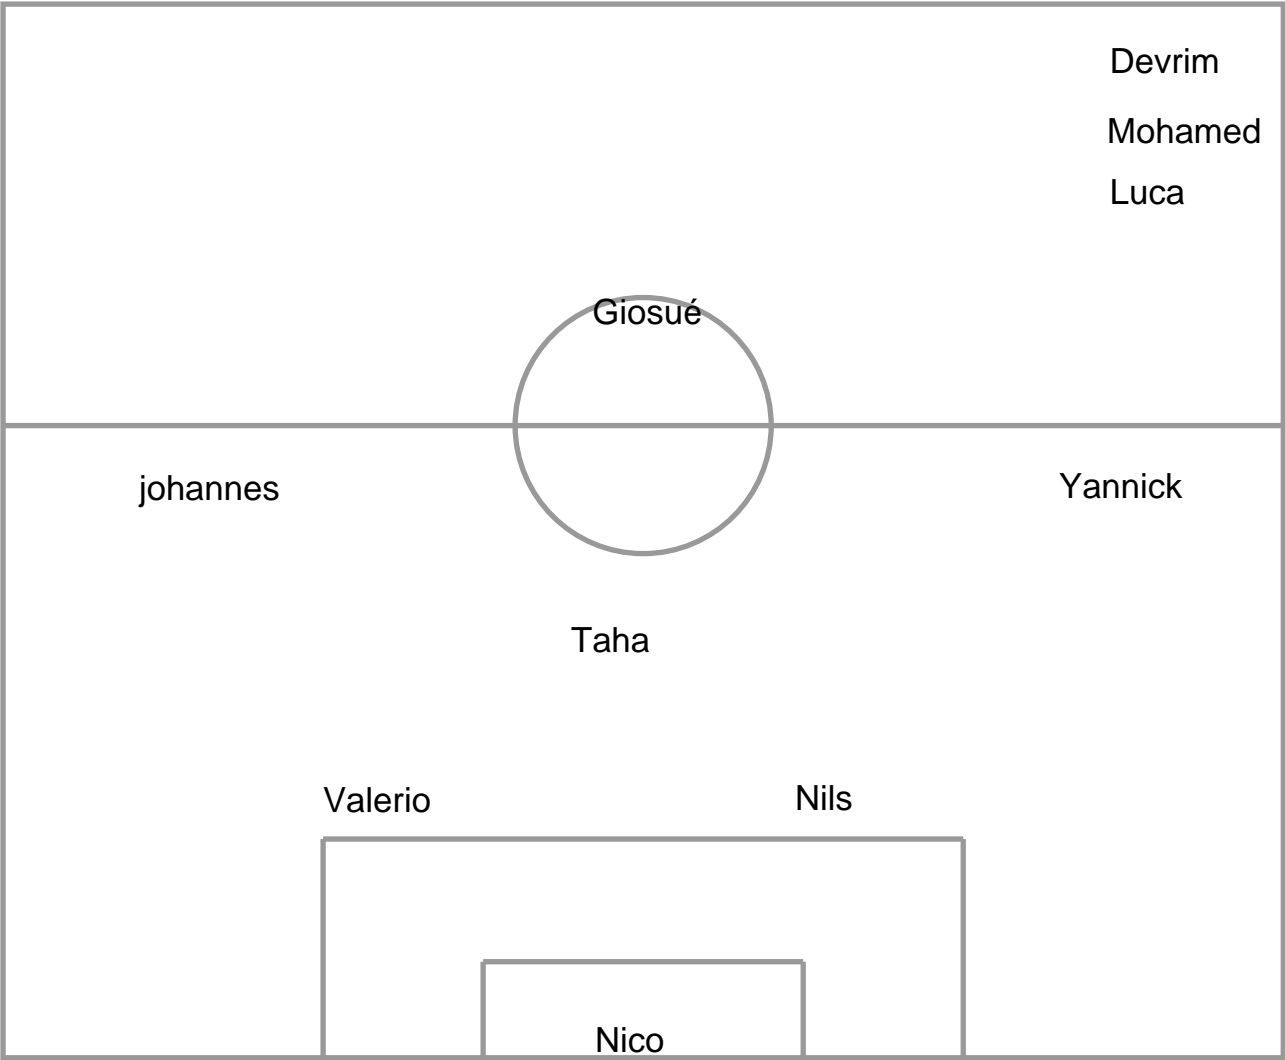 Devrim
Mohamed
Luca
Giosué
johannes
Yannick
Taha
Valerio
Nils
Nico